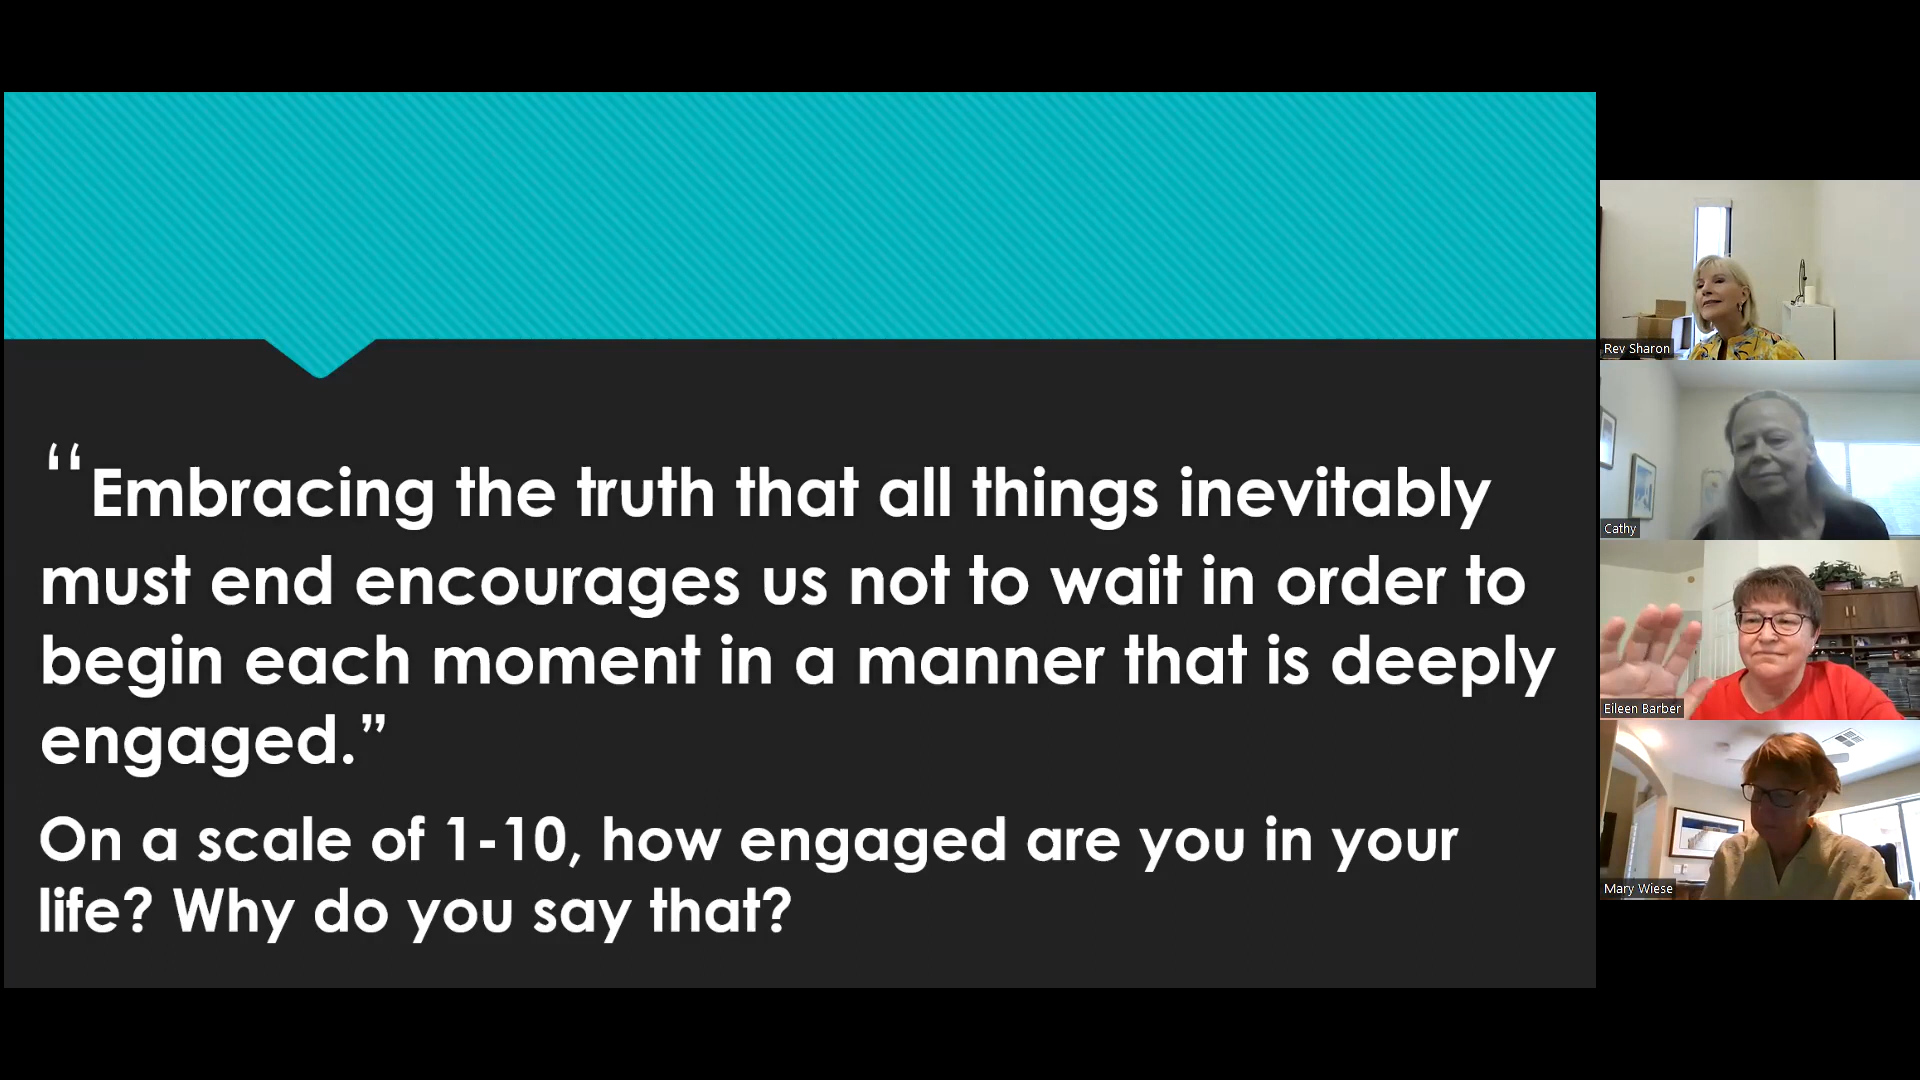 “Embracing the truth that all things inevitably
must end encourages us not to wait in order to
begin each moment in a manner that is deeply
engaged.”
On a scale of 1-10, how engaged are you in your
life? Why do you say that?
Rev Sharon
Cathy
Eileen Barber
Mary Wiese